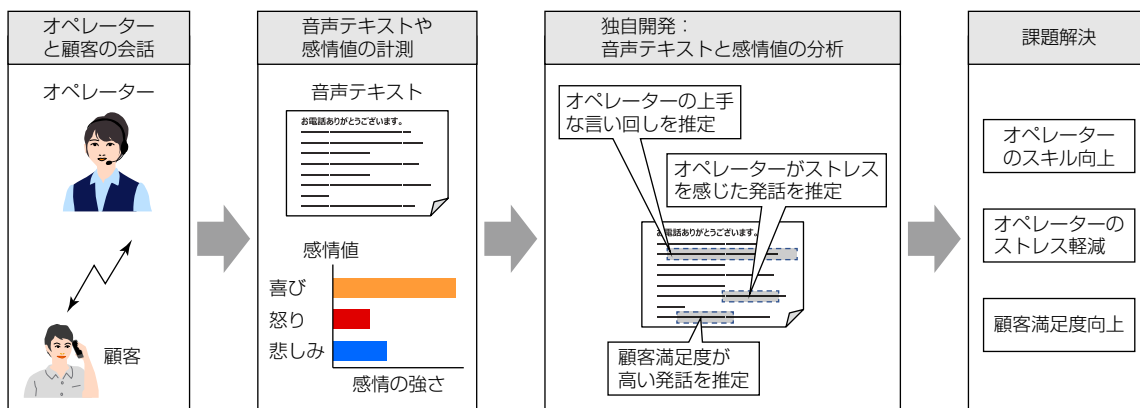 オペレーター
と顧客の会話
オペレーター
顧客
音声テキストや
感情値の計測
音声テキスト
お電話ありがとうございます。
感情値
喜び
怒り
悲しみ
感情の強さ
独自開発：
音声テキストと感情値の分析
オペレーターの上手
な言い回しを推定
オペレーターがストレス
を感じた発話を推定
お電話ありがとうございます。
顧客満足度が
高い発話を推定
課題解決
オペレーター
のスキル向上
オペレーターの
ストレス軽減
顧客満足度向上